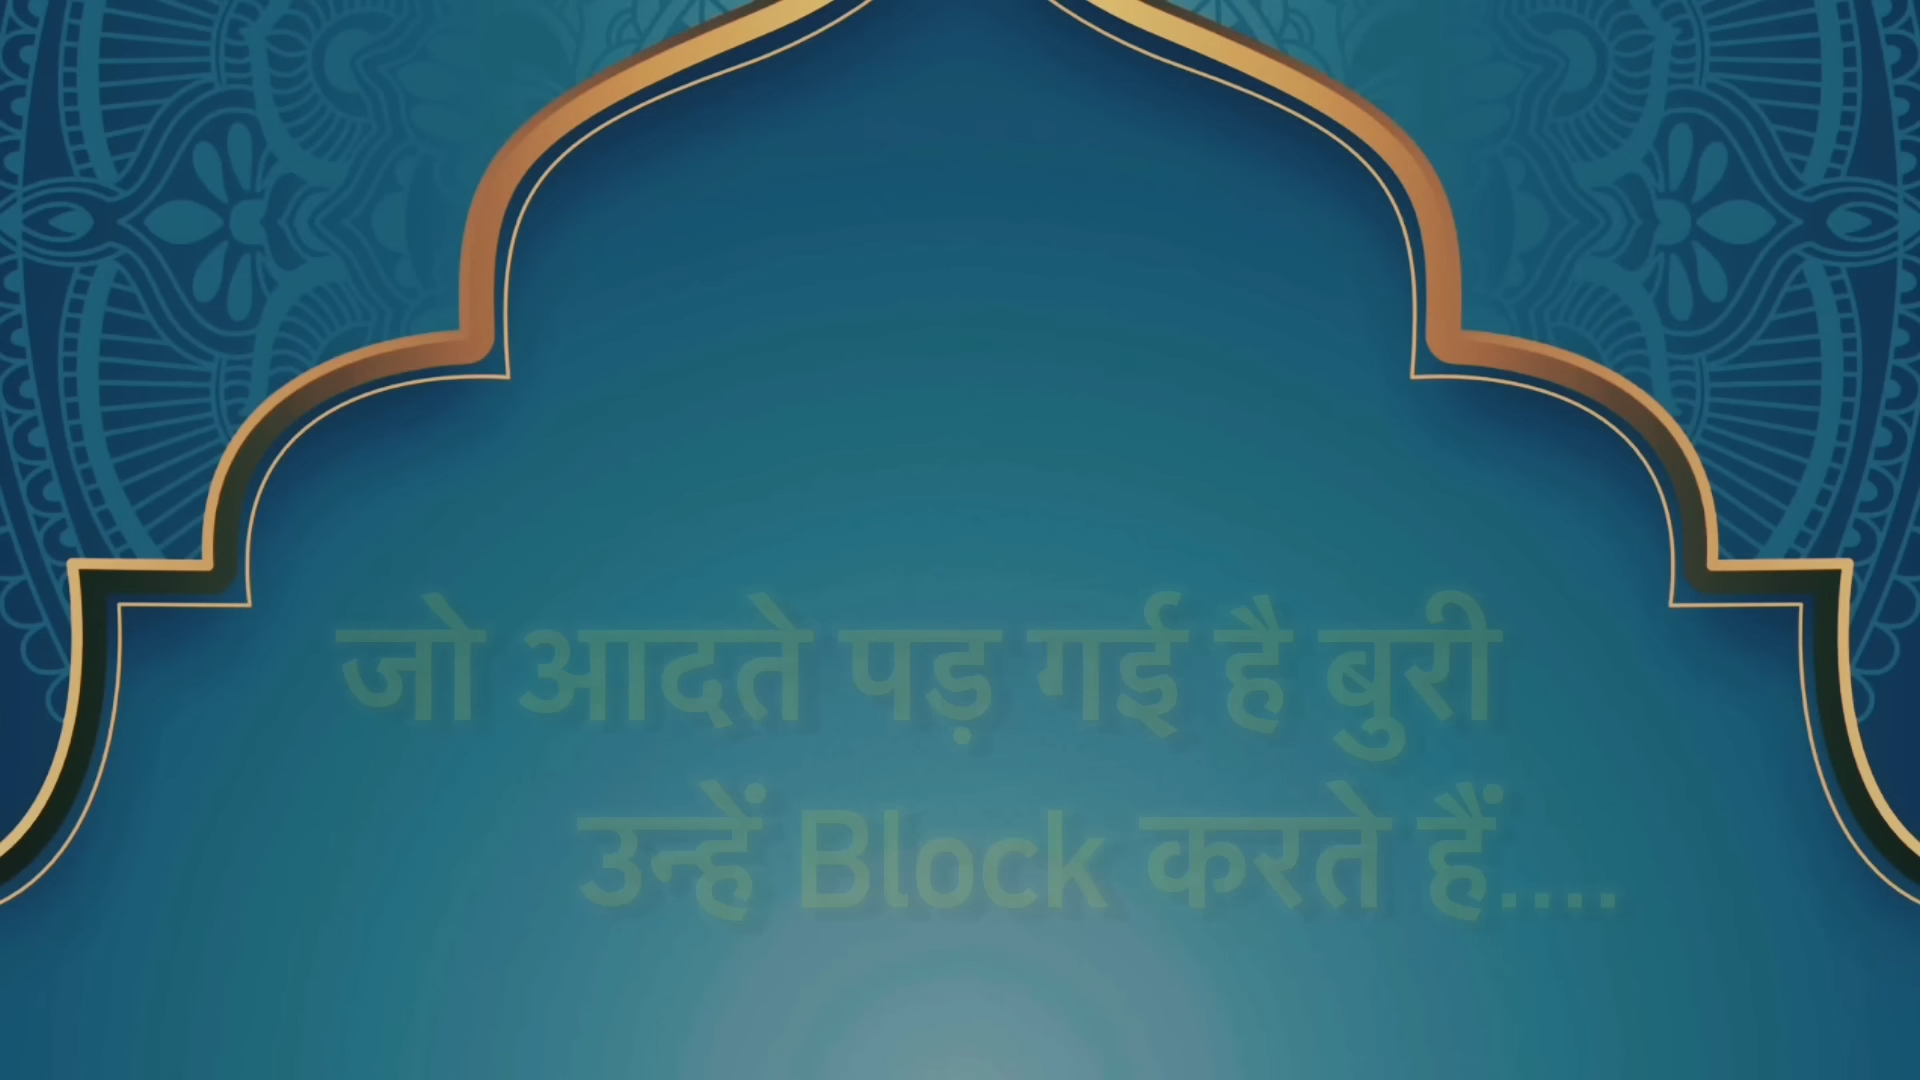 जो आदते पड़ गई है बुरी
उन्हें Block करते हैं....